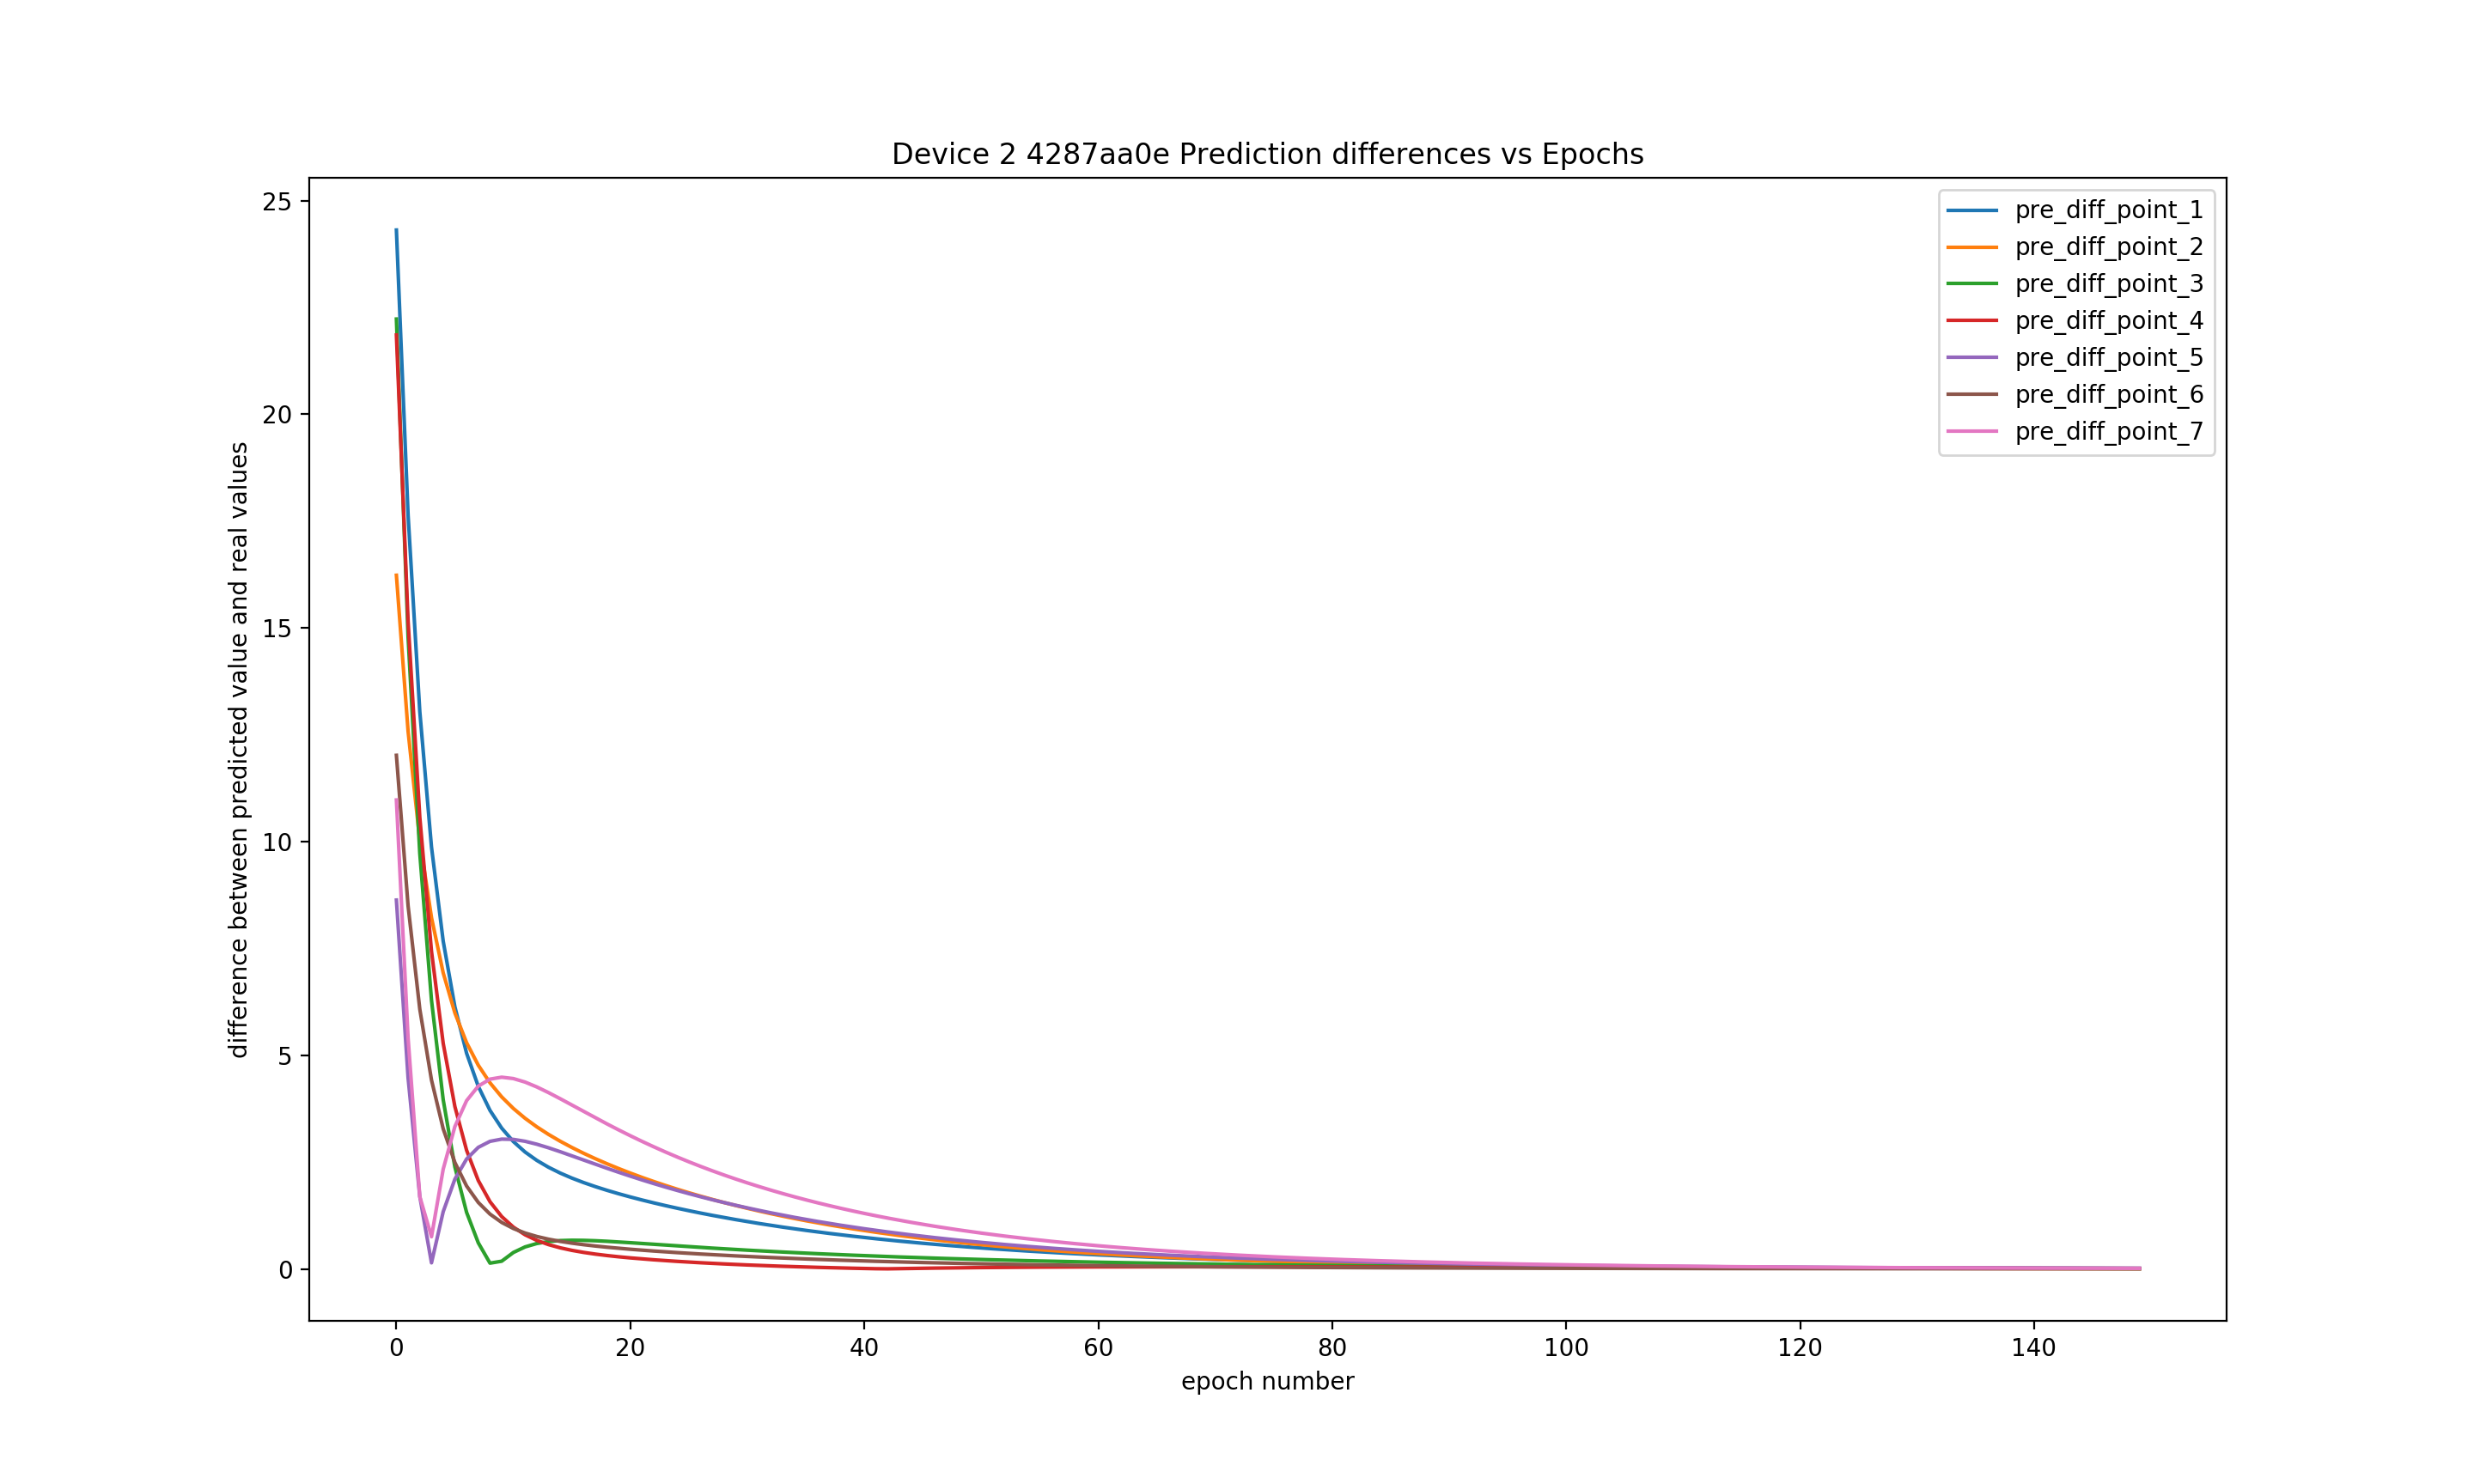 Device 2 4287aa0e Prediction differences vs Epochs
difference between predicted value and real values
25
20
15
10
5
0
pre_diff_point_1
pre_diff_point_2
pre_diff_point_3
pre_diff_point_4
pre_diff_point_5
pre_diff_point_6
pre_diff_point_7
0 20 40 60 80 100 120 140
epoch number